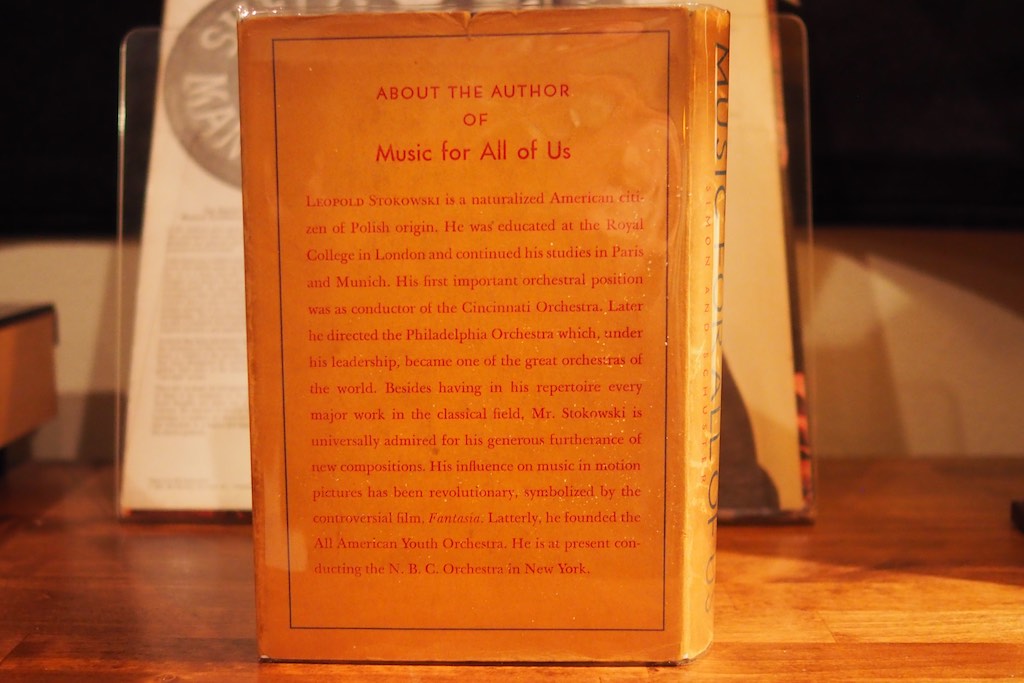 ABOUT THE AUTHOR
OF
Music for All of Us
LEOPOLD STOKOWSKI is a naturalized American citi-
zen of Polish origin. He was educated at the Royal
College in London and continued his studies in Paris
and Munich. His first important orchestral position
was as conductor of the Cincinnati Orchestra. Later
he directed the Philadelphia Orchestra which, under
his leadership, became one of the great orchestras of
the world. Besides having in his repertoire every
major work in the classical field, Mr. Stokowski is
universally admired for his generous furtherance of
new compositions. His influence on music in motion
pictures has been revolutionary, symbolized by the
controversial film, Fantasia. Latterly, he founded the
All American Youth Orchestra. He is at present con-
ducting the N. B. C. Orchestra in New York.
MUSIC FOR ALL OF US
SIMON AND SCHUSTER